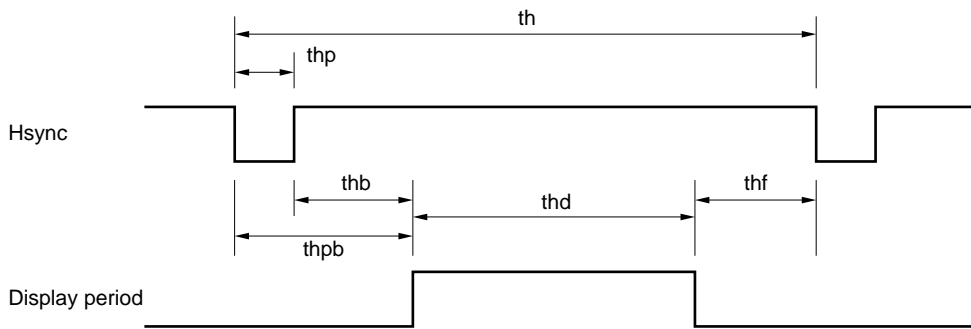 th
thp
Hsync
thb
thd
thf
thpb
Display period